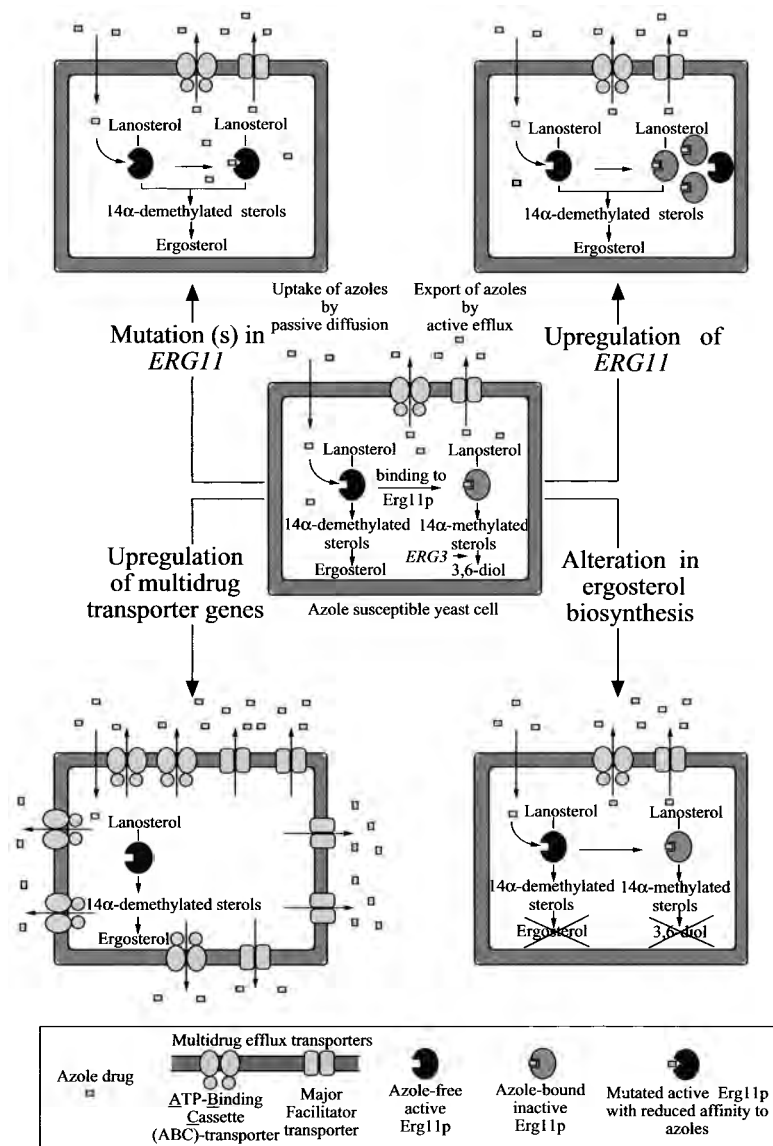 Lanosterol
Lanosterol
14α-demethylated sterols
Ergosterol
Lanosterol
Lanosterol
14α-demethylated sterols
Ergosterol
Mutation (s) in
ERG11
Uptake of azoles
by
passive diffusion
Export of azoles
by
active efflux
Upregulation of
ERG11
Lanosterol
binding to
Erg11p
Lanosterol
14α-demethylated
sterols
Ergosterol
14α-methylated
sterols
ERG3
3,6-diol
Azole susceptible yeast cell
Upregulation
of multidrug
transporter genes
Alteration in
ergosterol
biosynthesis
Lanosterol
14α-demethylated sterols
Ergosterol
Lanosterol
Lanosterol
14α-demethylated
sterols
Ergosterol
14α-methylated
sterols
3,6-diol
Azole drug
Multidrug efflux transporters
ATP-Binding
Cassette
(ABC)-transporter
Major
Facilitator
transporter
Azole-free
active
Erg11p
Azole-bound
inactive
Erg11p
Mutated active Erg11p
with reduced affinity to
azoles